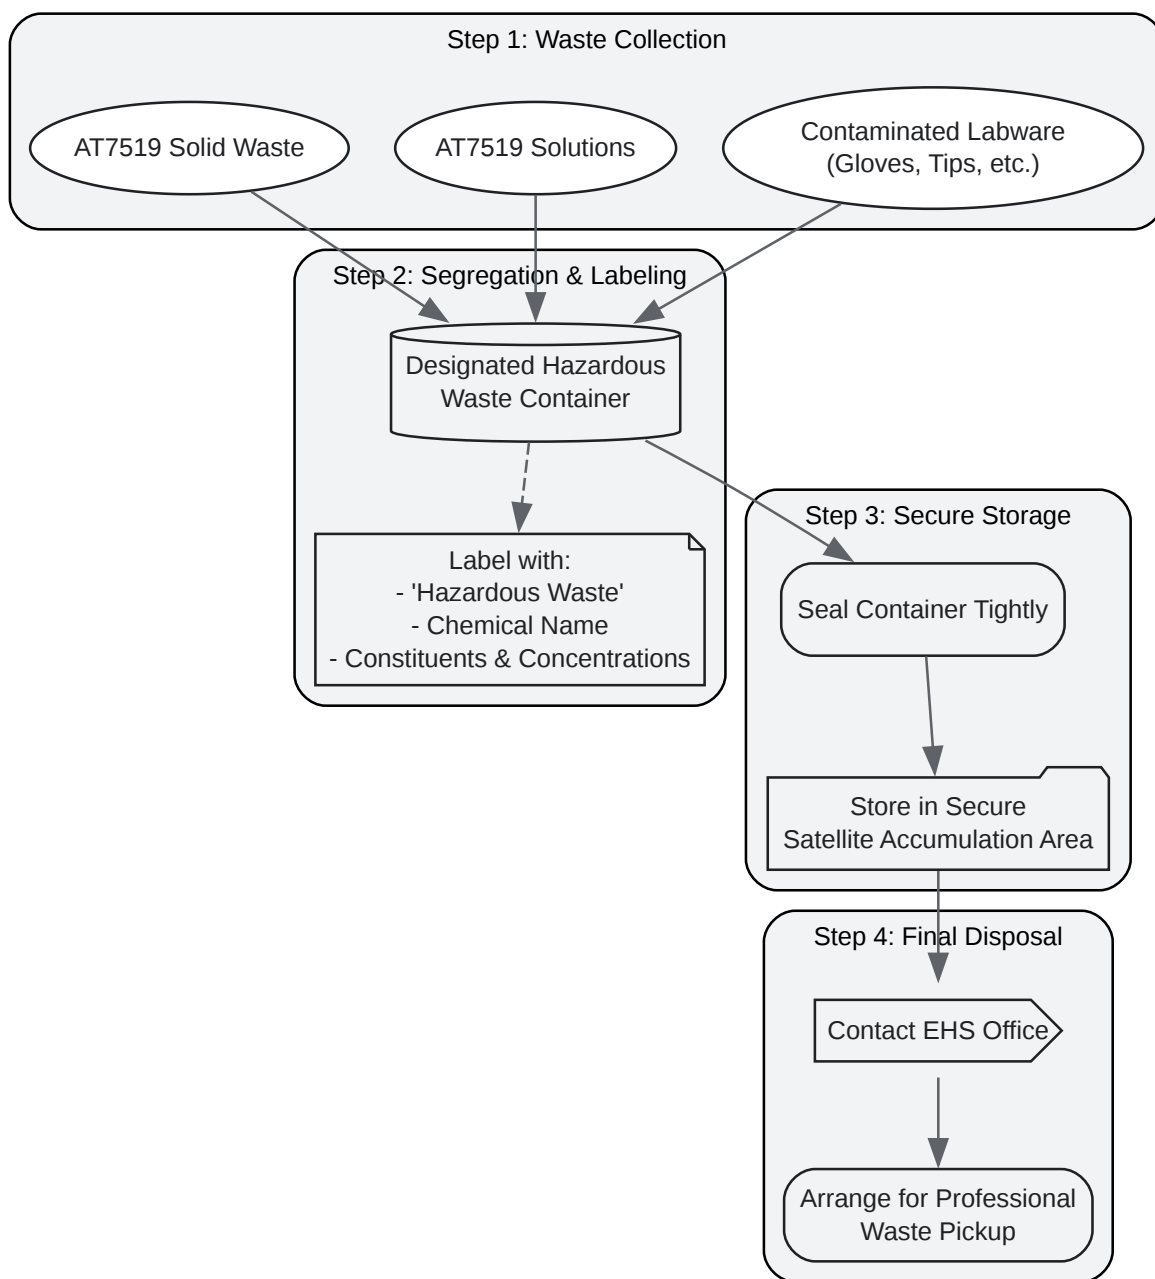 Step 1: Waste Collection
AT7519 Solid Waste
AT7519 Solutions
Contaminated Labware
(Gloves, Tips, etc.)
Step 2: Segregation & Labeling
Designated Hazardous
Waste Container
Label with:
- 'Hazardous Waste'
- Chemical Name
- Constituents & Concentrations
Step 3: Secure Storage
Seal Container Tightly
Store in Secure
Satellite Accumulation Area
Step 4: Final Disposal
Contact EHS Office
Arrange for Professional
Waste Pickup